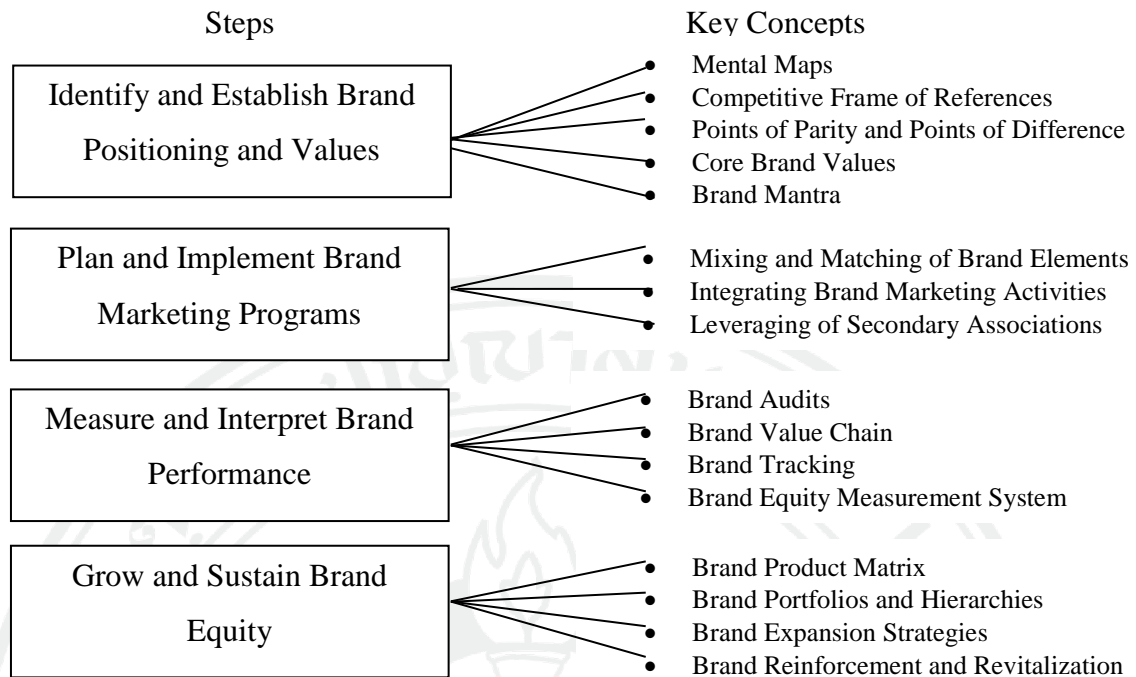 Steps
Key Concepts
Identify and Establish Brand
Positioning and Values
• Mental Maps
• Competitive Frame of References
• Points of Parity and Points of Difference
• Core Brand Values
• Brand Mantra
Plan and Implement Brand
Marketing Programs
• Mixing and Matching of Brand Elements
• Integrating Brand Marketing Activities
• Leveraging of Secondary Associations
Measure and Interpret Brand
Performance
• Brand Audits
• Brand Value Chain
• Brand Tracking
• Brand Equity Measurement System
Grow and Sustain Brand
Equity
• Brand Product Matrix
• Brand Portfolios and Hierarchies
• Brand Expansion Strategies
• Brand Reinforcement and Revitalization